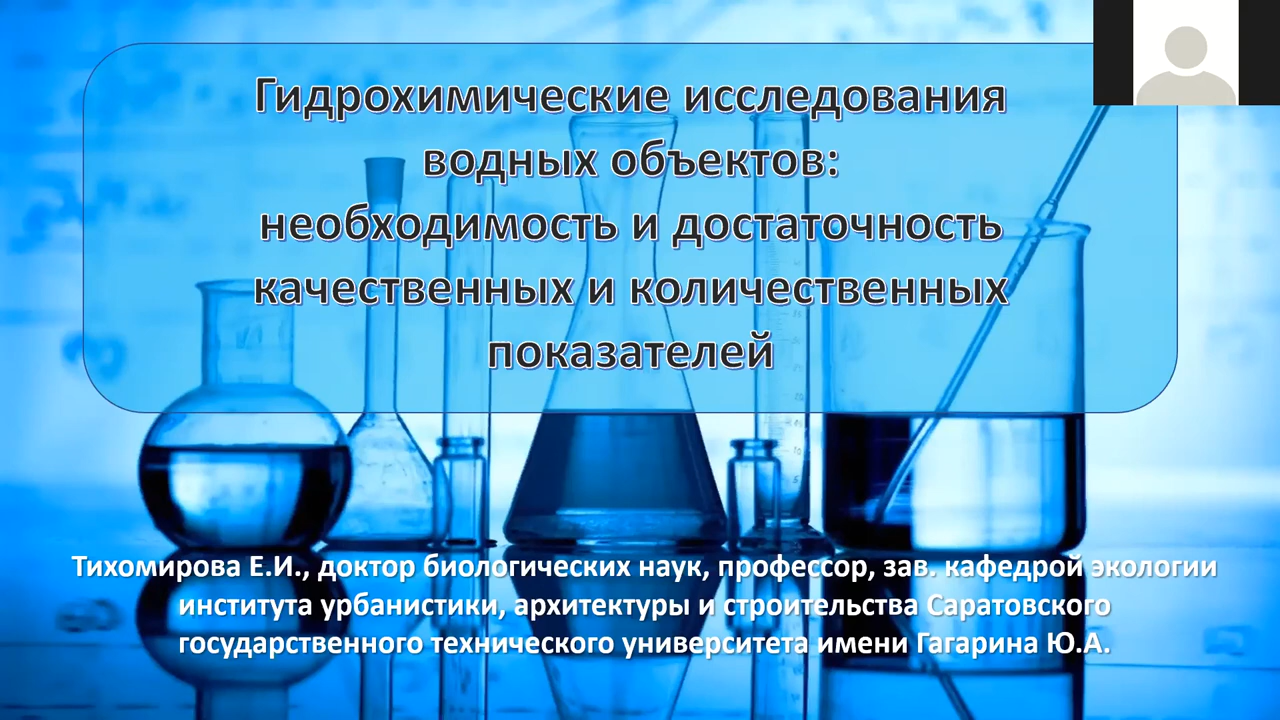 Гидрохимические исследования
водных объектов:
необходимость и достаточность
качественных и количественных
показателей
Тихомирова Е.И., доктор биологических наук, профессор, зав. кафедрой экологии
института урбанистики, архитектуры и строительства Саратовского
государственного технического университета имени Гагарина Ю.А.